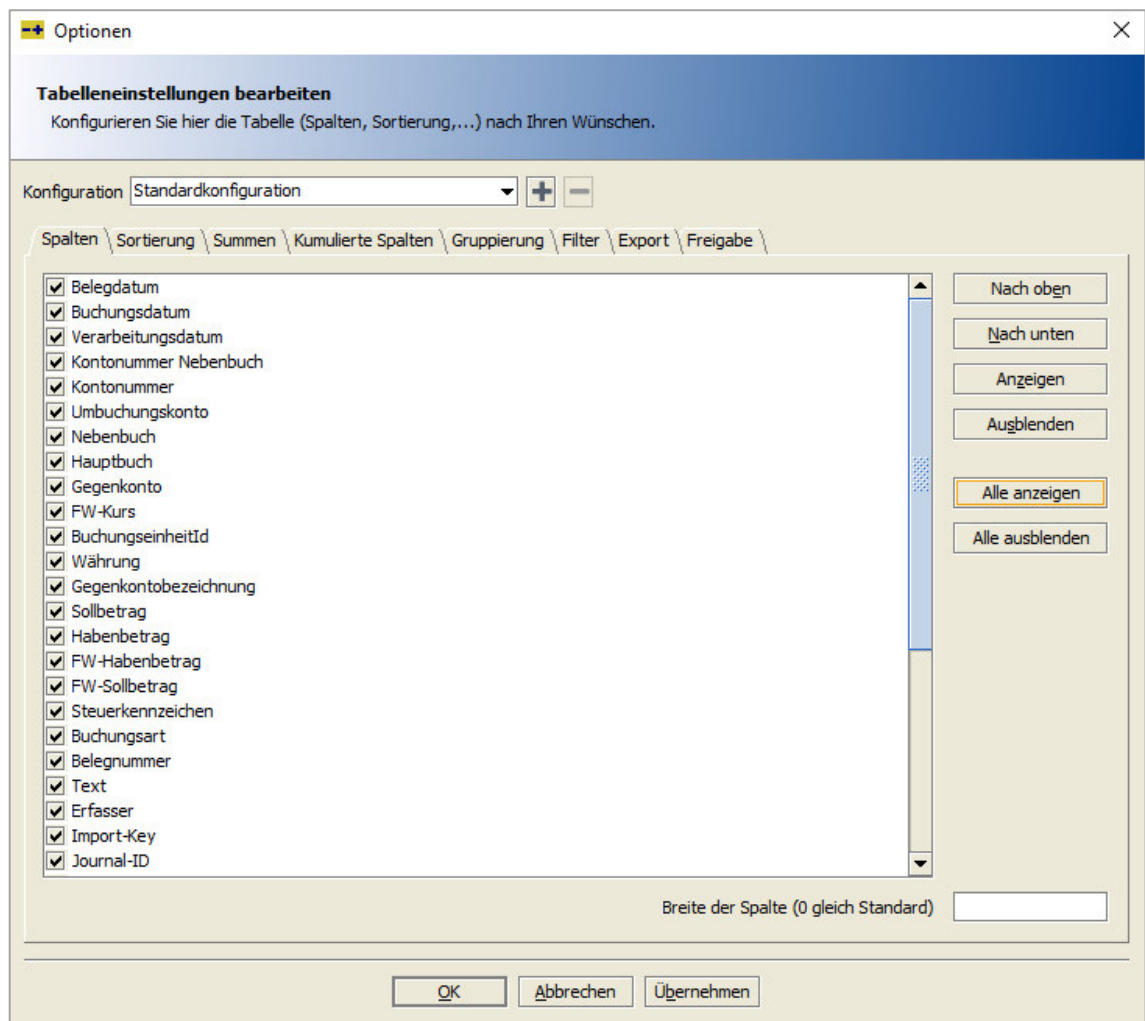 Optionen
Tabelleneinstellungen bearbeiten
Konfigurieren Sie hier die Tabelle (Spalten, Sortierung,...) nach Ihren Wünschen.
Konfiguration Standardkonfiguration
Spalten Sortierung Summen Kumulierte Spalten Gruppierung Filter Export Freigabe
Belegdatum
Buchungsdatum
Verarbeitungsdatum
Kontonummer Nebenbuch
Kontonummer
Umbuchungskonto
Nebenbuch
Hauptbuch
Gegenkonto
FW-Kurs
BuchungseinheitId
Währung
Gegenkontobezeichnung
Sollbetrag
Habenbetrag
FW-Habenbetrag
FW-Sollbetrag
Steuerkennzeichen
Buchungsart
Belegnummer
Text
Erfasser
Import-Key
Journal-ID
Nach oben
Nach unten
Anzeigen
Ausblenden
Alle anzeigen
Alle ausblenden
Breite der Spalte (0 gleich Standard)
OK Abbrechen Übernehmen